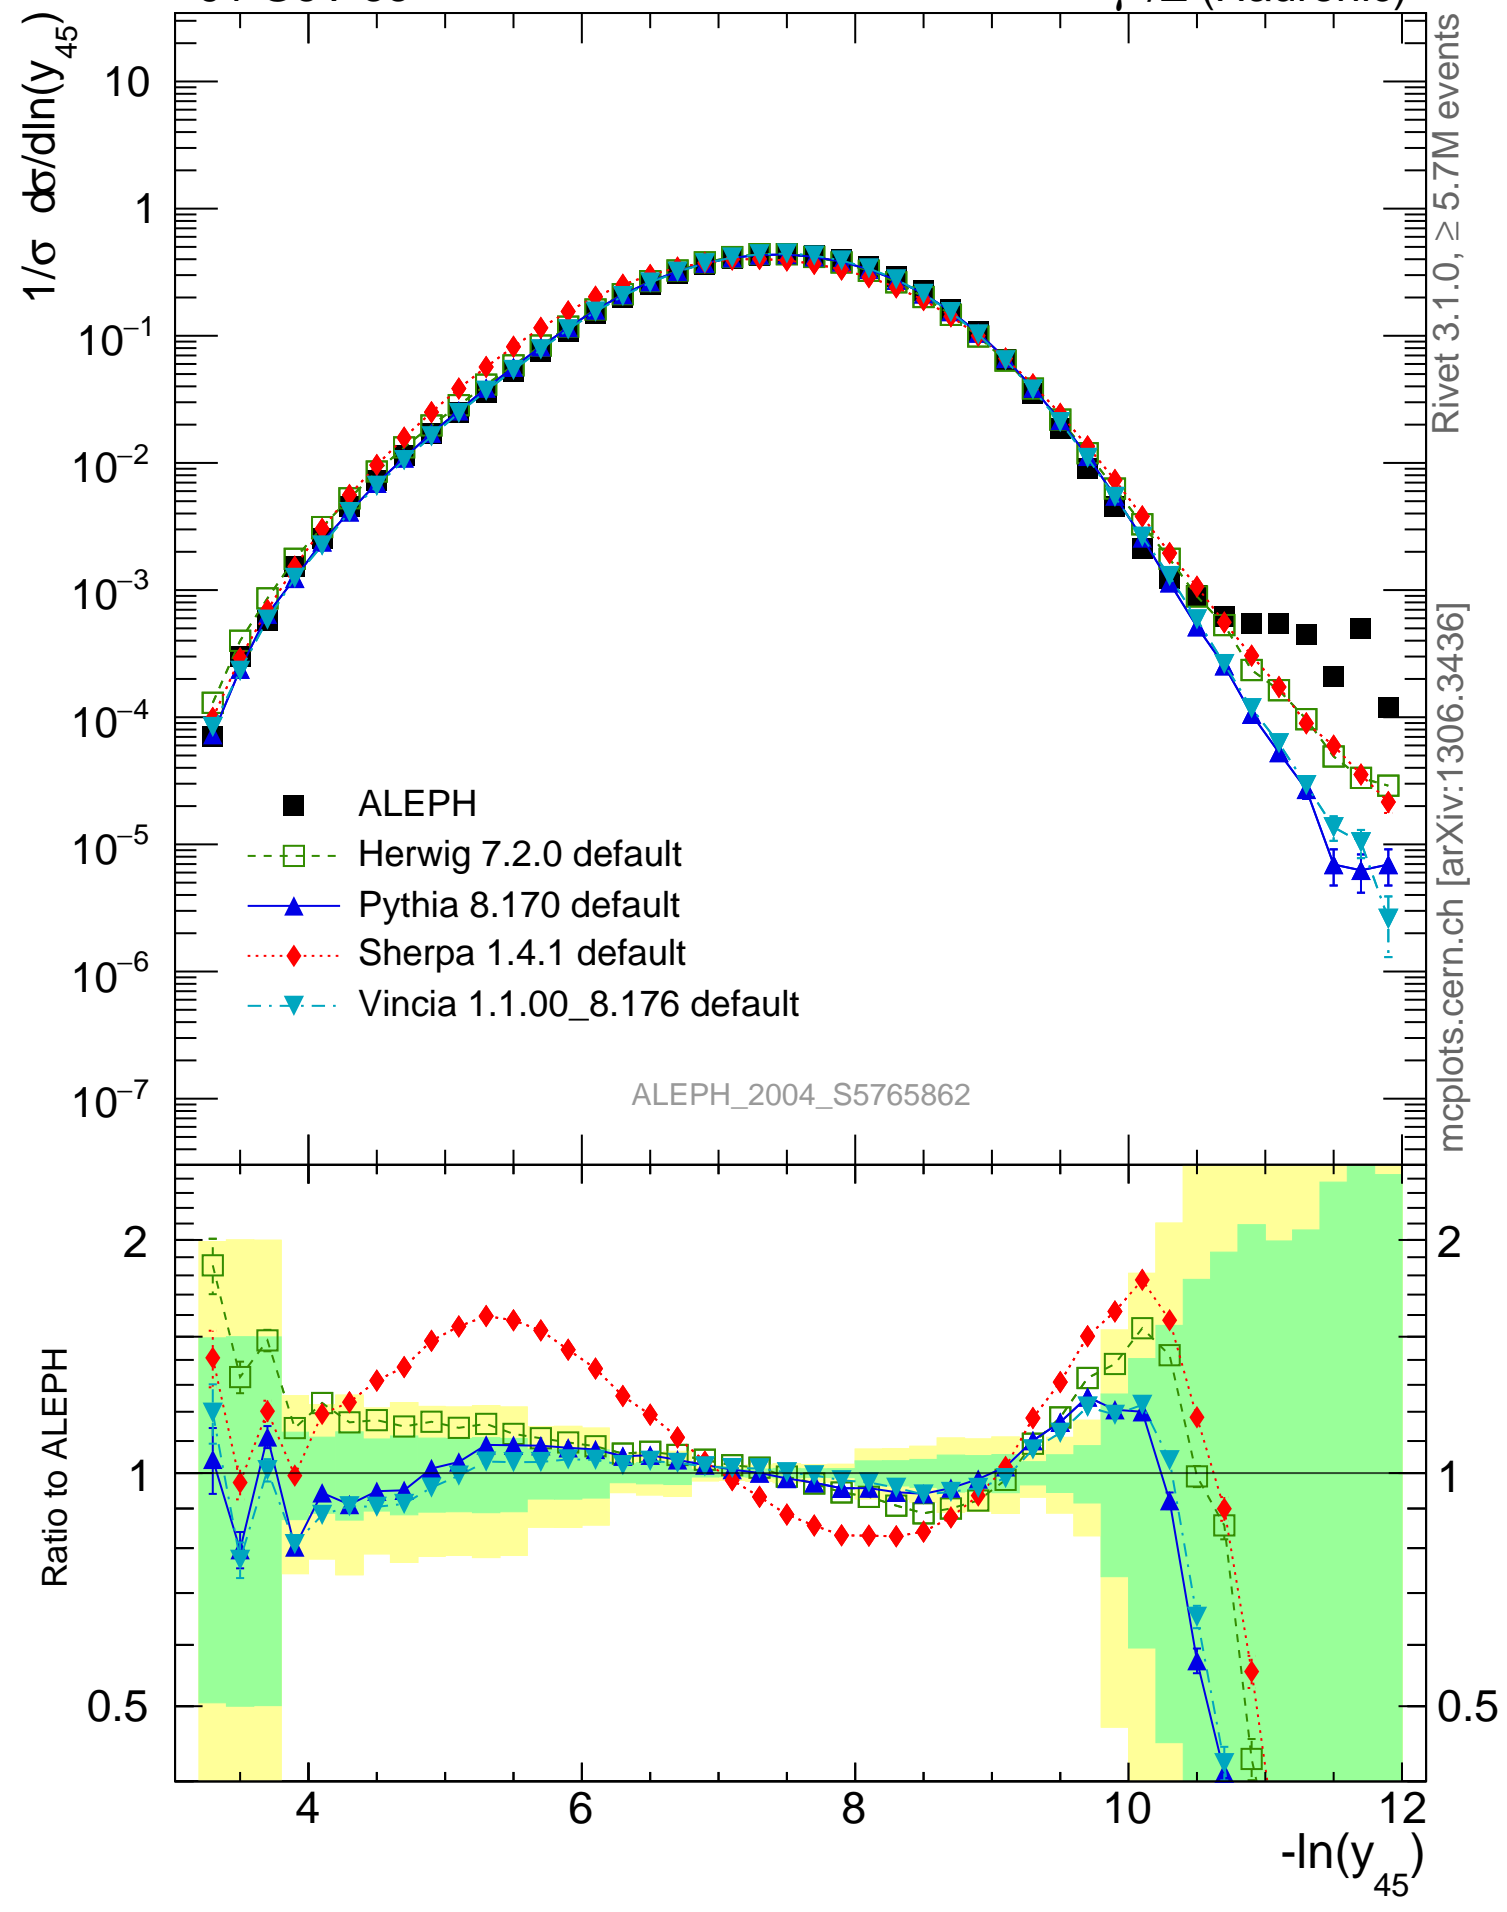 1/σ dσ/dln(y45)
10
1
10−1
10−2
10−3
10−4
10−5
10−6
10−7
ALEPH
Herwig 7.2.0 default
Pythia 8.170 default
Sherpa 1.4.1 default
Vincia 1.1.00_8.176 default
ALEPH_2004_S5765862
Rivet 3.1.0, ≥ 5.7M events
mcplots.cern.ch [arXiv:1306.3436]
Ratio to ALEPH
2
1
0.5
2
1
0.5
4 6 8 10 12
-ln(y45)